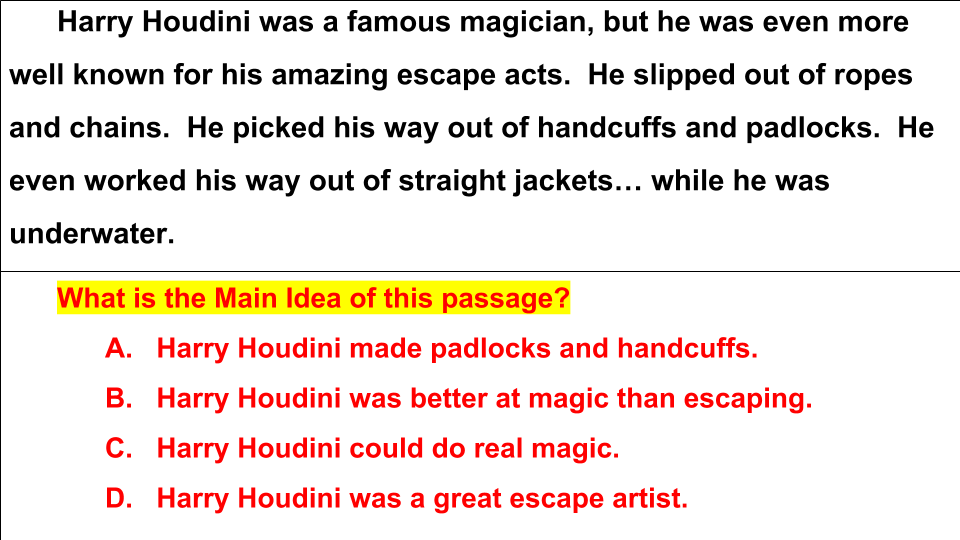 Harry Houdini was a famous magician, but he was even more
well known for his amazing escape acts.  He slipped out of ropes
and chains.  He picked his way out of handcuffs and padlocks.  He
even worked his way out of straight jackets… while he was
underwater.
What is the Main Idea of this passage?
A. Harry Houdini made padlocks and handcuffs.
B. Harry Houdini was better at magic than escaping.
C. Harry Houdini could do real magic.
D. Harry Houdini was a great escape artist.